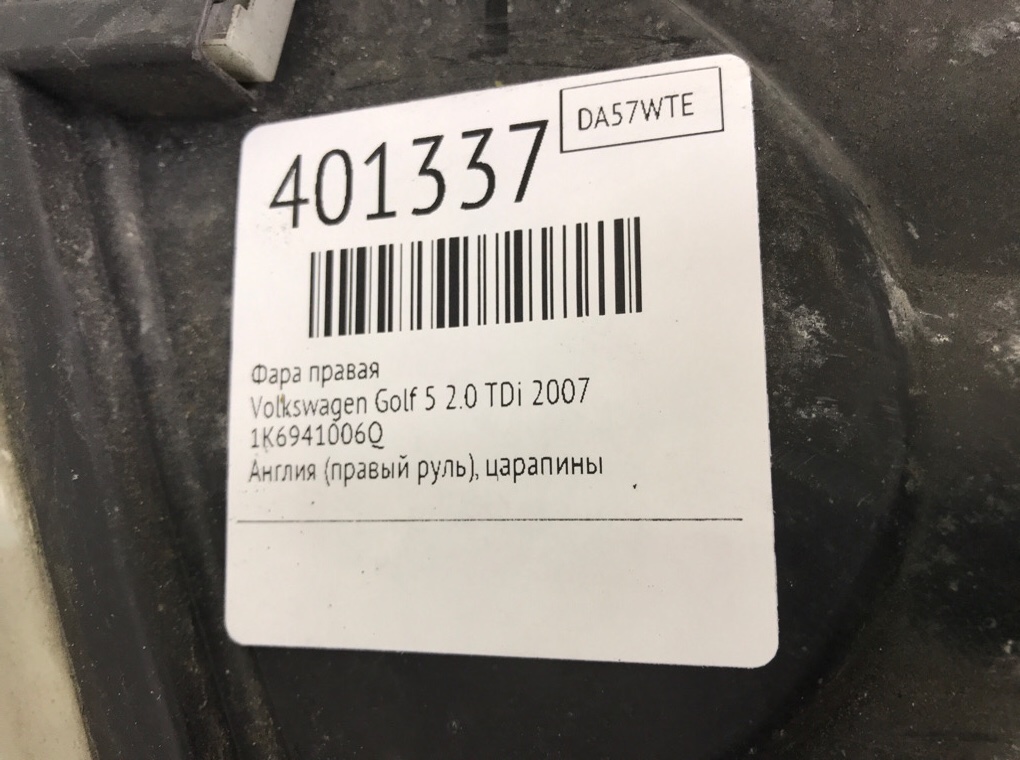 DA57WTE
401337
Фара правая
Volkswagen Golf 5 2.0 TDi 2007
1K6941006Q
Англия (правый руль), царапины